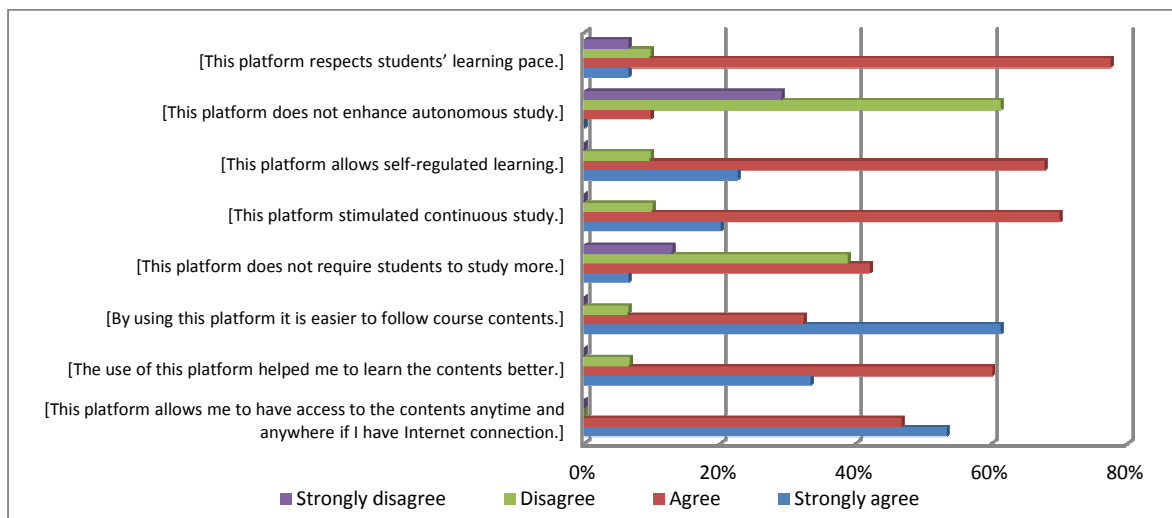 [This platform respects students’ learning pace.]
[This platform does not enhance autonomous study.]
[This platform allows self-regulated learning.]
[This platform stimulated continuous study.]
[This platform does not require students to study more.]
[By using this platform it is easier to follow course contents.]
[The use of this platform helped me to learn the contents better.]
[This platform allows me to have access to the contents anytime and
anywhere if I have Internet connection.]
0% 20% 40% 60% 80%
Strongly disagree Disagree Agree Strongly agree